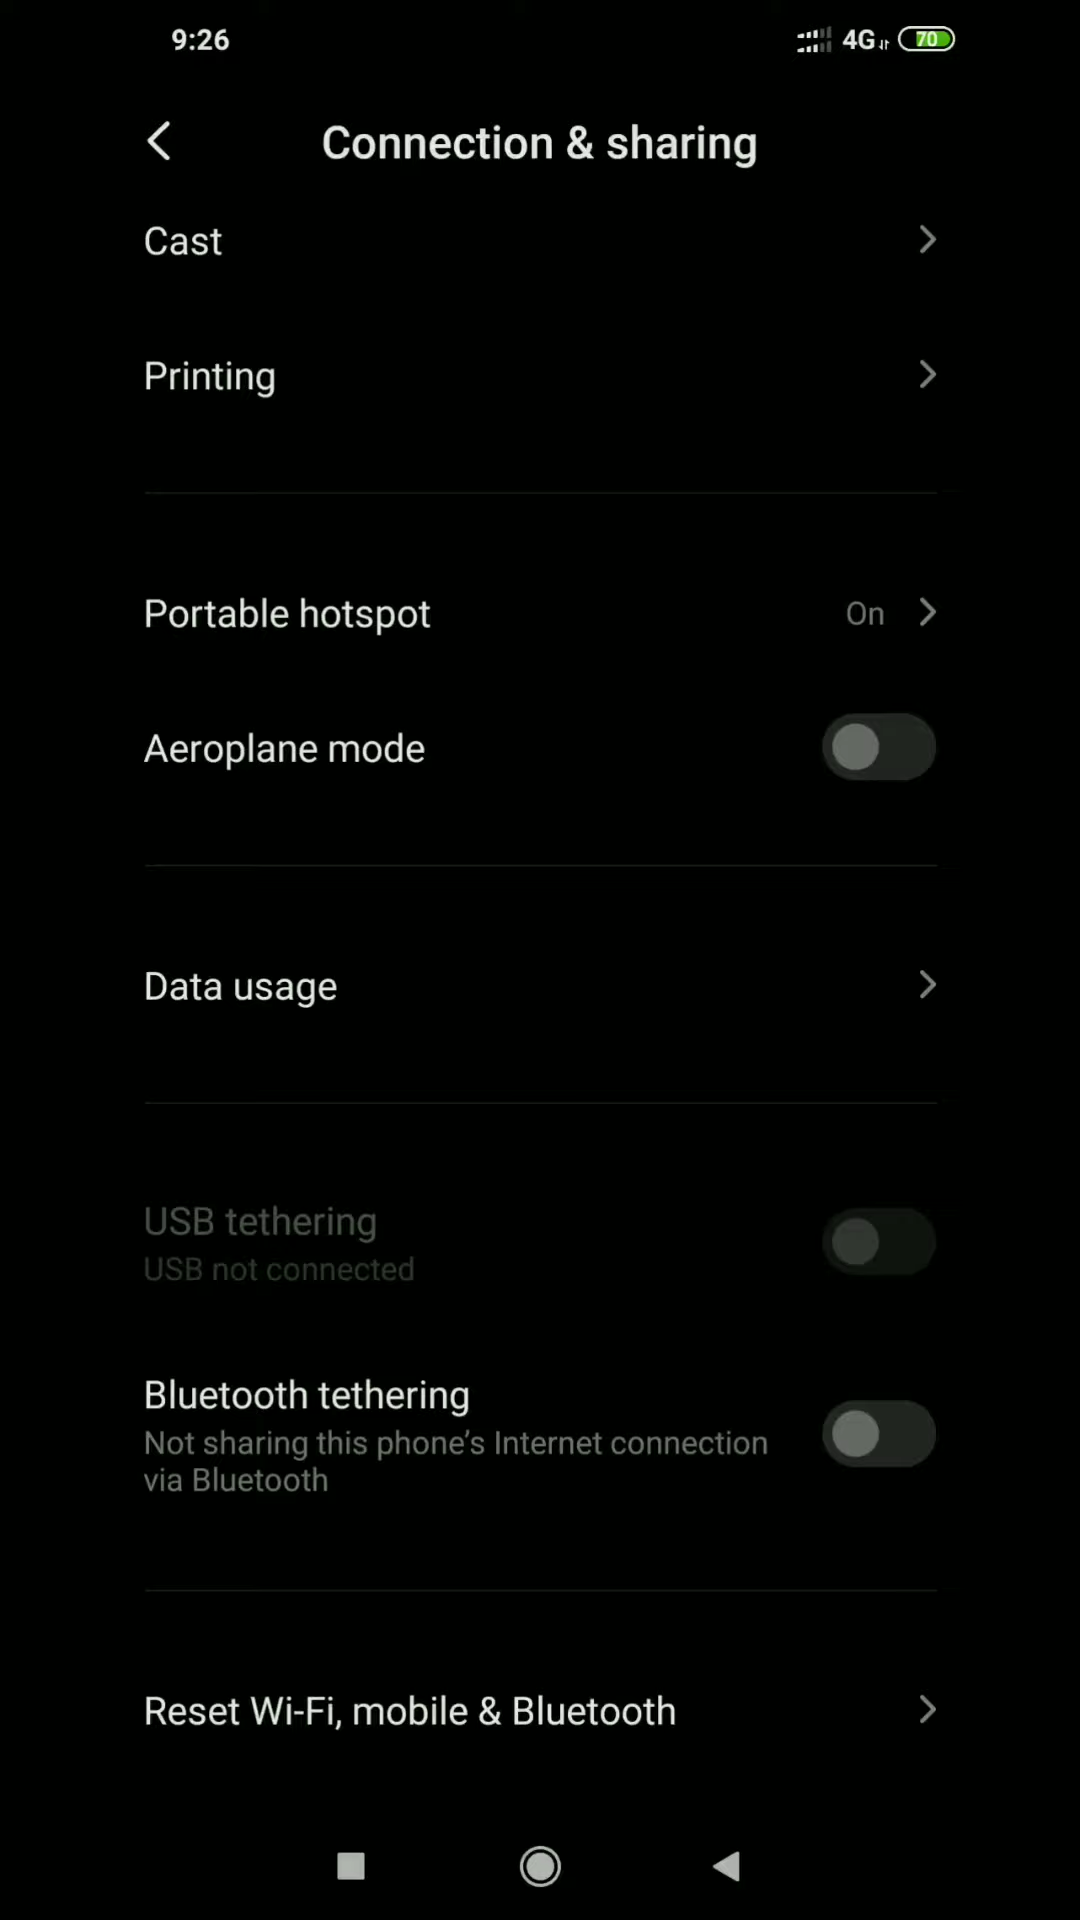 9:26
4G 70
Connection & sharing
Cast
Printing
Portable hotspot On
Aeroplane mode
Data usage
USB tethering
USB not connected
Bluetooth tethering
Not sharing this phone’s Internet connection
via Bluetooth
Reset Wi-Fi, mobile & Bluetooth